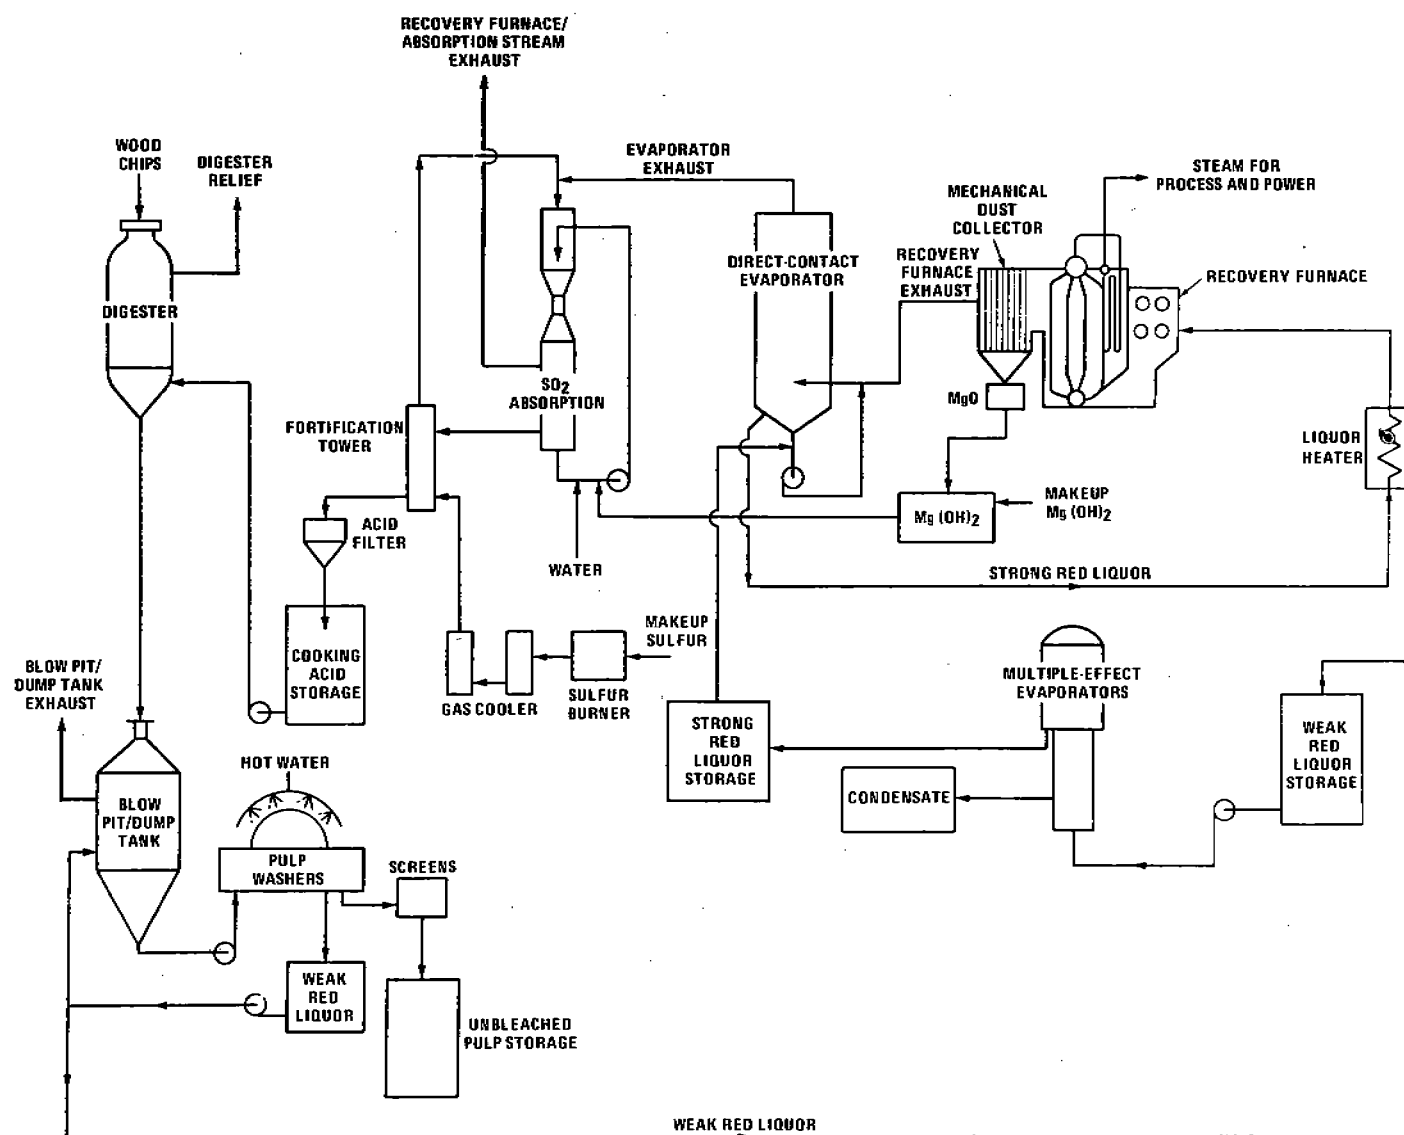 RECOVERY FURNACE/
ABSORPTION STREAM
EXHAUST
WOOD
CHIPS
DIGESTER
RELIEF
EVAPORATOR
EXHAUST
STEAM FOR
PROCESS AND POWER
MECHANICAL
DUST
COLLECTOR
DIRECT-CONTACT
EVAPORATOR
RECOVERY
FURNACE
EXHAUST
RECOVERY FURNACE
DIGESTER
SO2
ABSORPTION
MgO
FORTIFICATION
TOWER
LIQUOR
HEATER
ACID
FILTER
Mg (OH)2
MAKEUP
Mg (OH)2
WATER
STRONG RED LIQUOR
COOKING
ACID
STORAGE
MAKEUP
SULFUR
GAS COOLER
SULFUR
BURNER
BLOW PIT/
DUMP TANK
EXHAUST
MULTIPLE-EFFECT
EVAPORATORS
STRONG
RED
LIQUOR
STORAGE
WEAK
RED
LIQUOR
STORAGE
HOT WATER
CONDENSATE
BLOW
PIT/DUMP
TANK
PULP
WASHERS
SCREENS
WEAK
RED
LIQUOR
UNBLEACHED
PULP STORAGE
WEAK RED LIQUOR